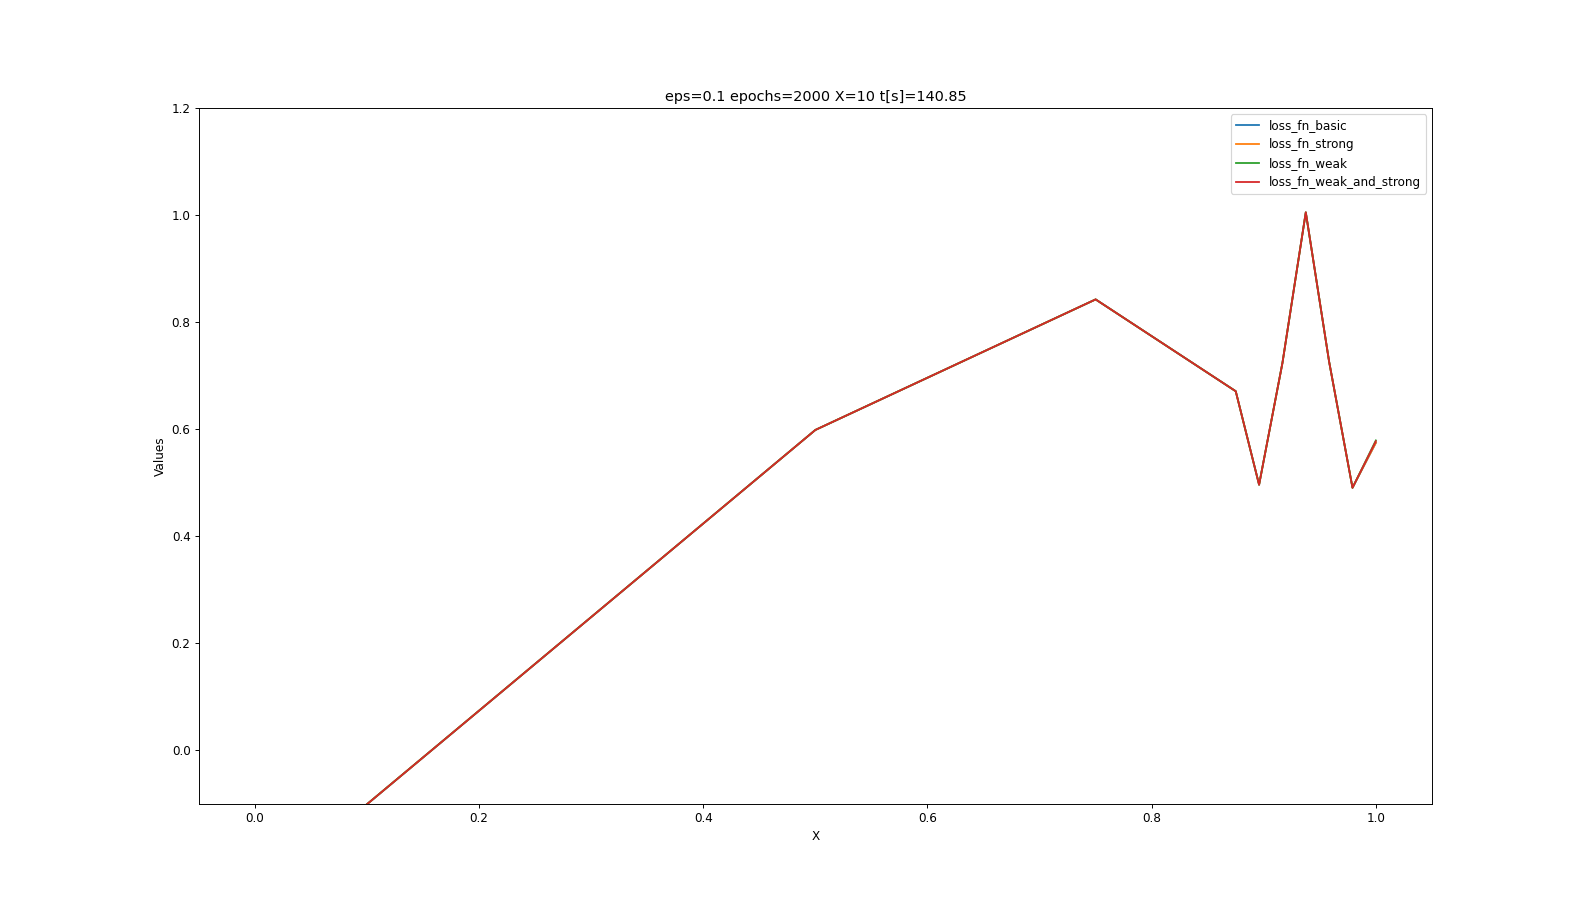 eps=0.1 epochs=2000 X=10 t[s]=140.85
loss_fn_basic
loss_fn_strong
loss_fn_weak
loss_fn_weak_and_strong
Values
1.2
1.0
0.8
0.6
0.4
0.2
0.0
0.0 0.2 0.4 0.6 0.8 1.0
X